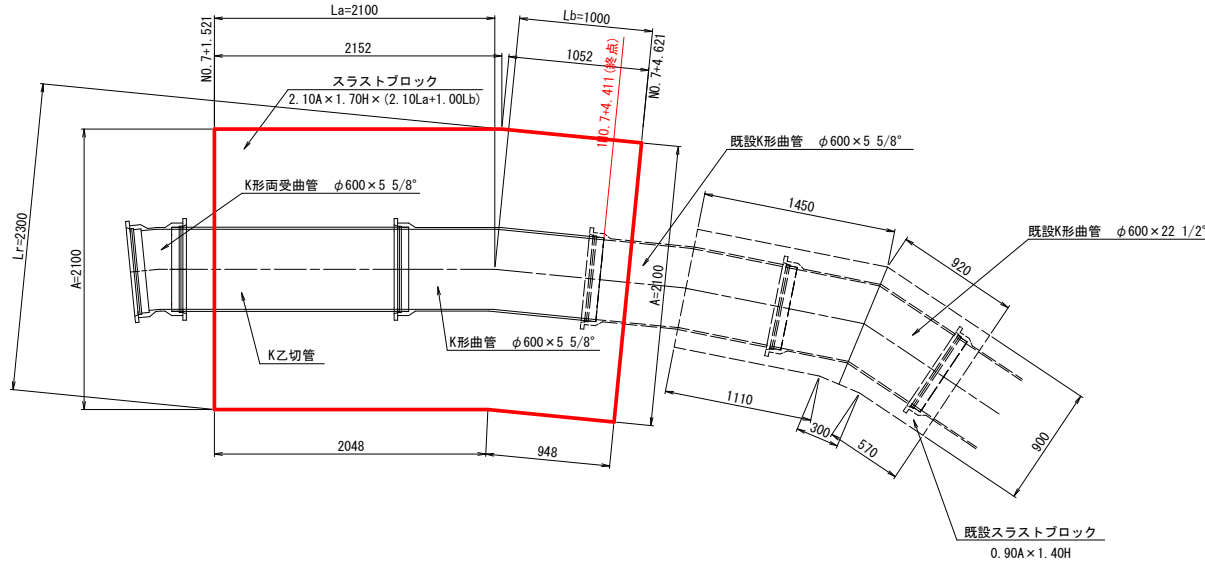 La=2100
Lb=1000
NO.7+1.521
2152
1052
NO.7+4.621
NO.7+4.411(終点)
スラストブロック
2.10A×1.70H×(2.10La+1.00Lb)
既設K形曲管 φ600×5 5/8°
K形両受曲管 φ600×5 5/8°
1450
既設K形曲管 φ600×22 1/2°
920
Lr=2300
A=2100
A=2100
K乙切管
K形曲管 φ600×5 5/8°
1110
300
570
900
2048
948
既設スラストブロック
0.90A×1.40H